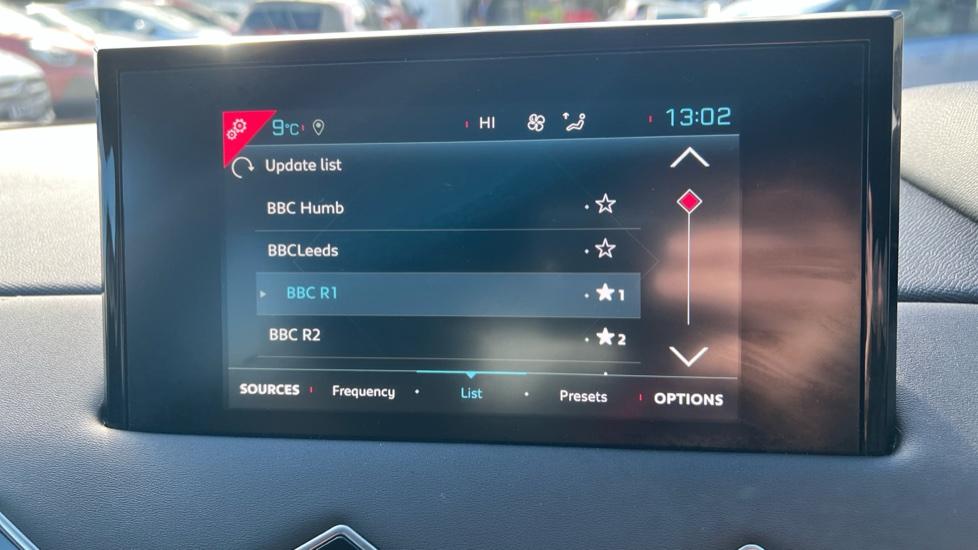 9°C HI 13:02
Update list
BBC Humb
BBCLeeds
BBC R1 1
BBC R2 2
SOURCES Frequency List Presets OPTIONS